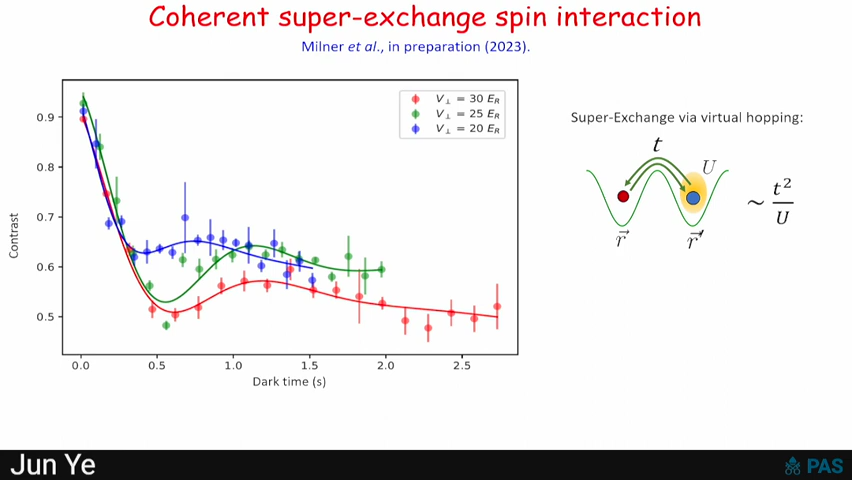 Coherent super-exchange spin interaction
Milner et al., in preparation (2023).
V⊥ = 30 E_R
V⊥ = 25 E_R
V⊥ = 20 E_R
0.9
0.8
0.7
0.6
0.5
Contrast
0.0 0.5 1.0 1.5 2.0 2.5
Dark time (s)
Super-Exchange via virtual hopping:
t
U
~ t²/U
r⃗ r⃗′
Jun Ye
PAS